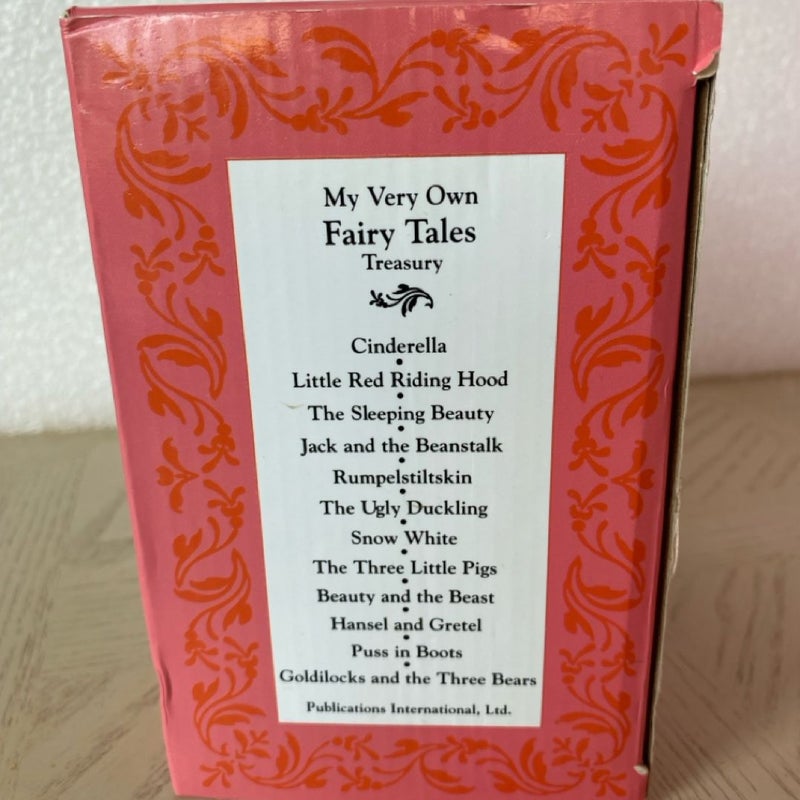 My Very Own
Fairy Tales
Treasury
Cinderella
•
Little Red Riding Hood
•
The Sleeping Beauty
•
Jack and the Beanstalk
•
Rumpelstiltskin
•
The Ugly Duckling
•
Snow White
•
The Three Little Pigs
•
Beauty and the Beast
•
Hansel and Gretel
•
Puss in Boots
•
Goldilocks and the Three Bears
Publications International, Ltd.